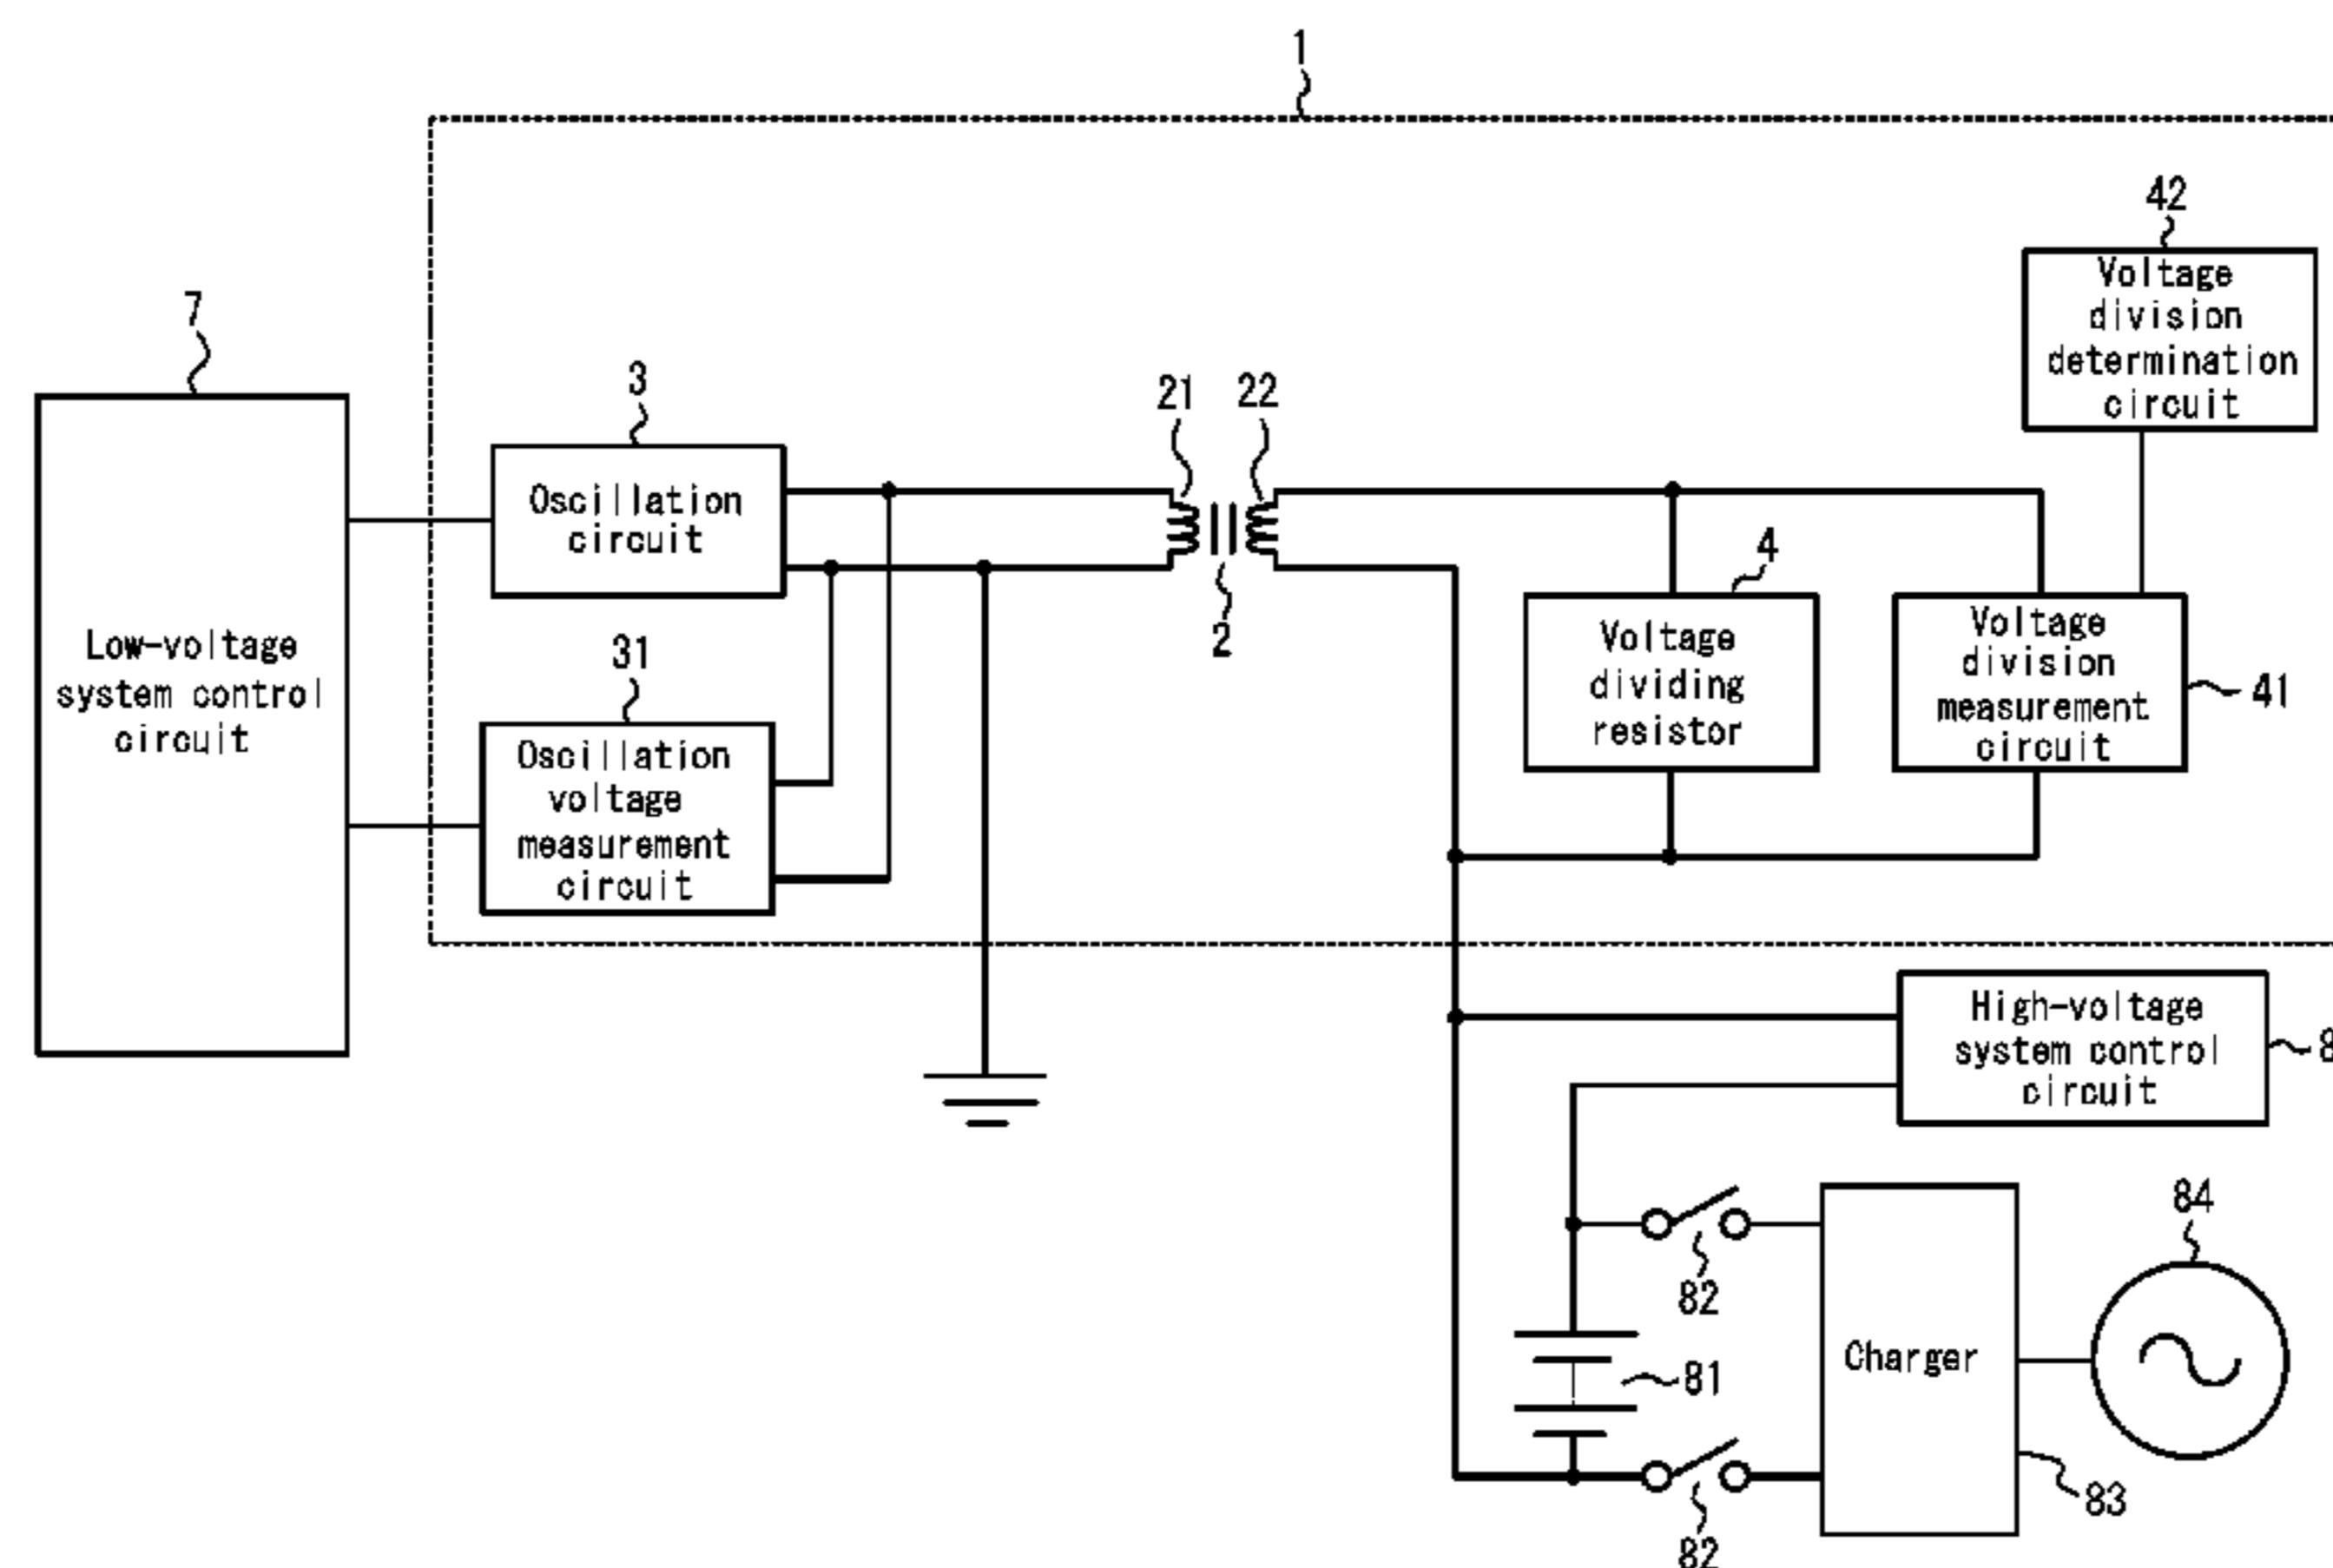 1
42
Voltage
division
determination
circuit
7
3
21
22
Oscillation
circuit
4
2
Low-voltage
system control
circuit
31
Voltage
dividing
resistor
Voltage
division
measurement
circuit
41
Oscillation
voltage
measurement
circuit
High-voltage
system control
circuit
8
84
82
Charger
81
83
82